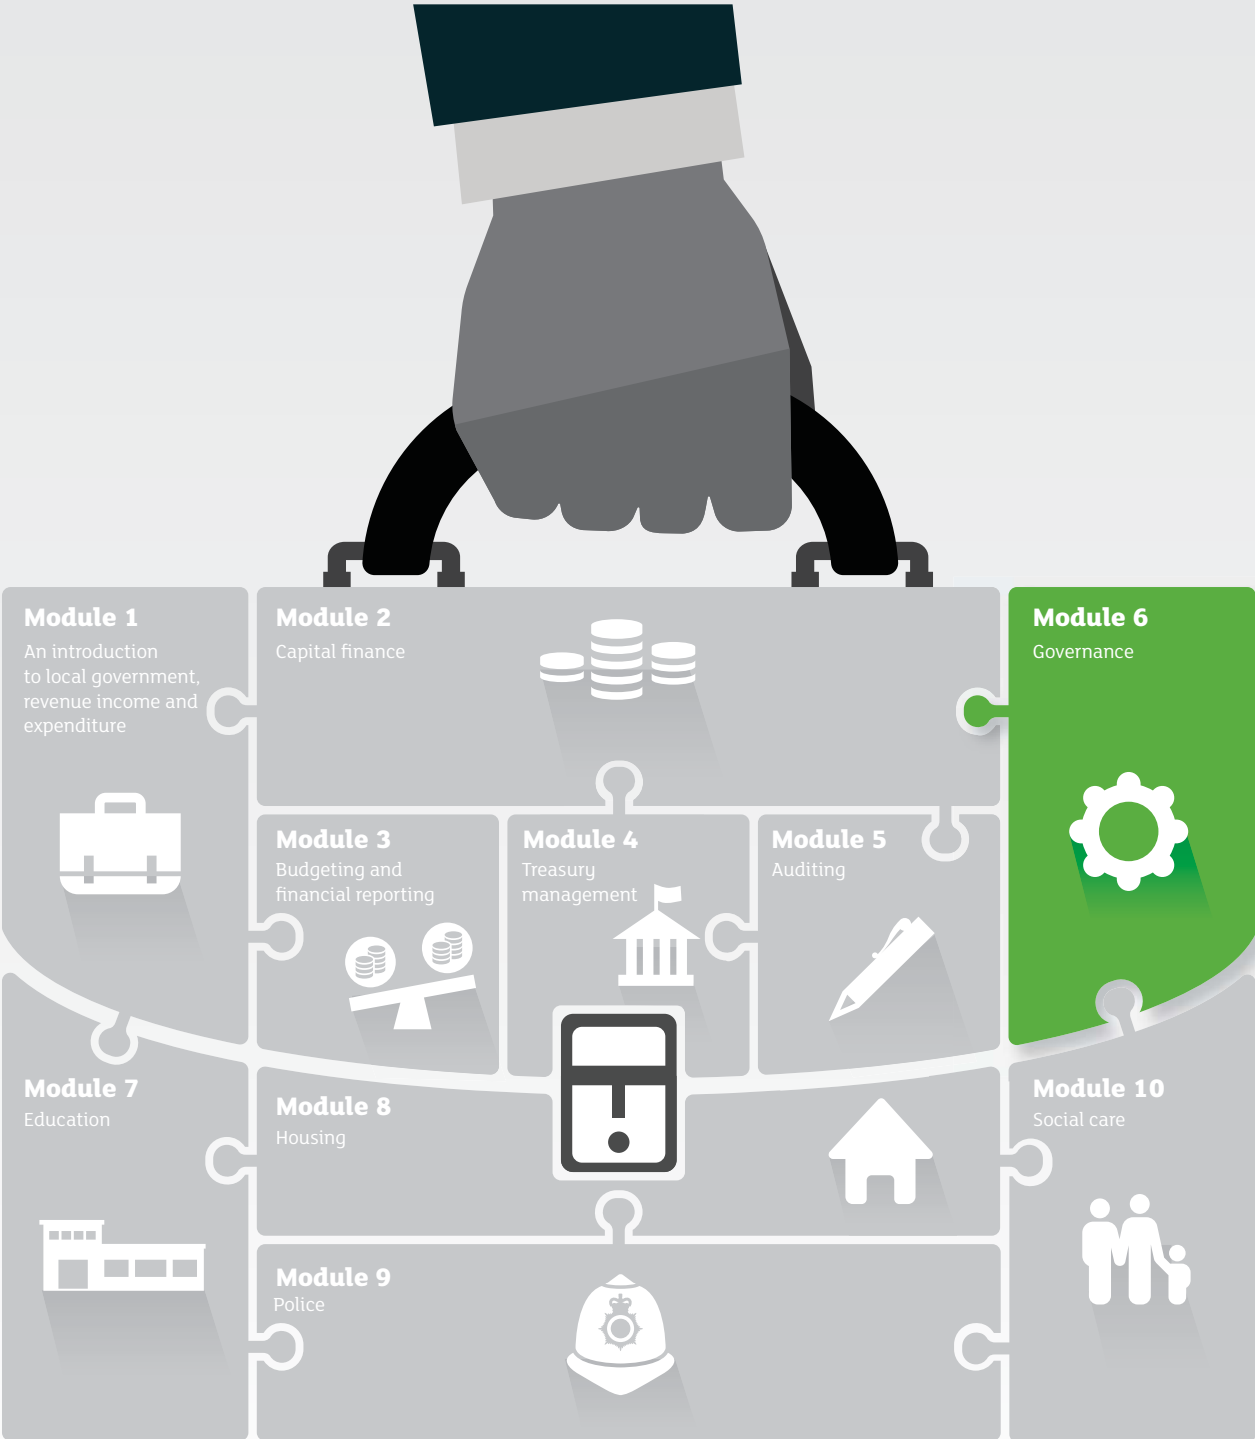 Module 1
An introduction
to local government,
revenue income and
expenditure
Module 2
Capital finance
Module 6
Governance
Module 3
Budgeting and
financial reporting
Module 4
Treasury
management
Module 5
Auditing
Module 7
Education
Module 8
Housing
Module 10
Social care
Module 9
Police